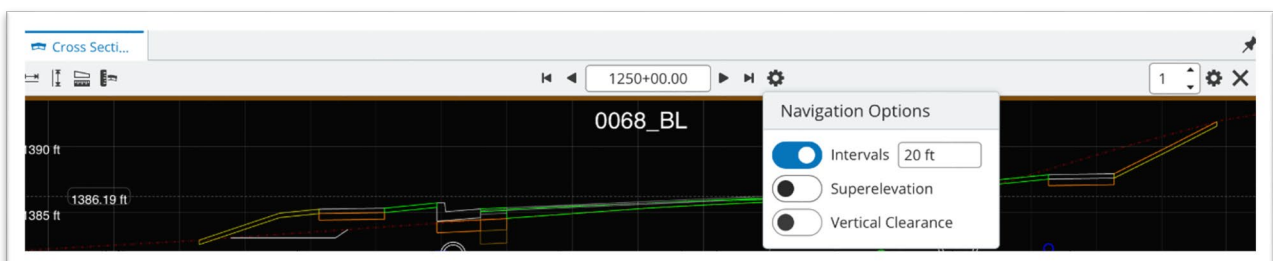 Cross Secti...
1250+00.00
1
0068_BL
Navigation Options
Intervals 20 ft
Superelevation
Vertical Clearance
1390 ft
1386.19 ft
1385 ft